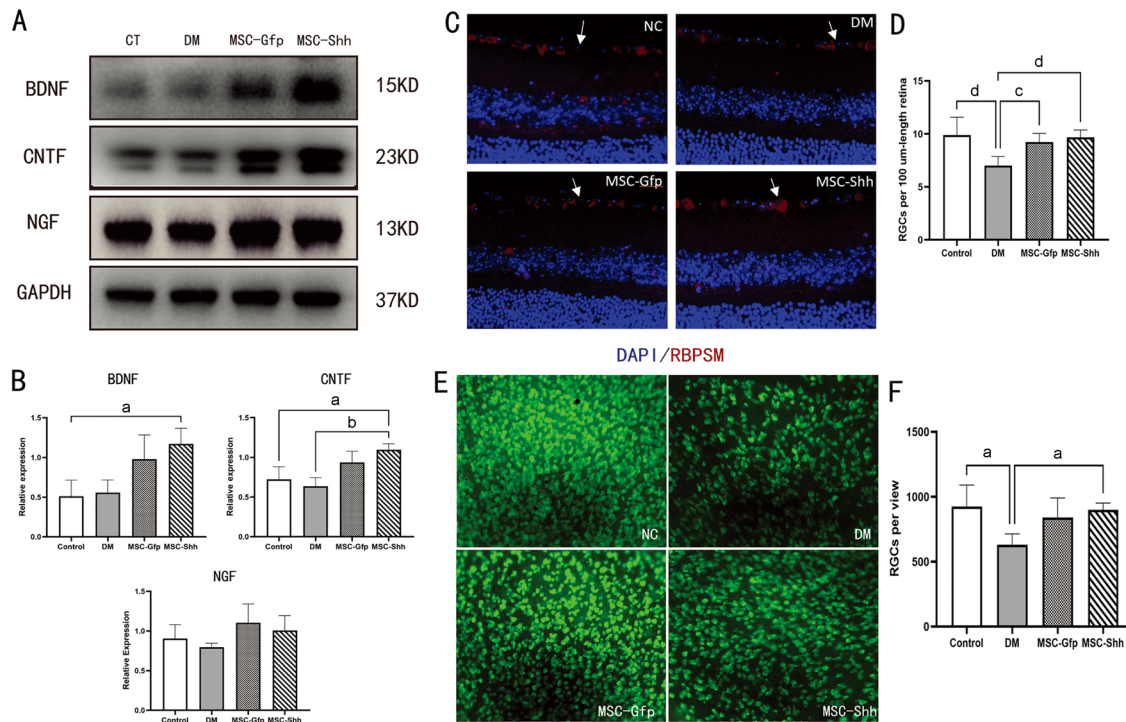 A
CT DM MSC-Gfp MSC-Shh
BDNF 15KD
CNTF 23KD
NGF 13KD
GAPDH 37KD
B
BDNF
Relative expression
1.5
1.0
0.5
0.0
a
Control DM MSC-Gfp MSC-Shh
CNTF
Relative expression
1.5
1.0
0.5
0.0
a
b
Control DM MSC-Gfp MSC-Shh
NGF
Relative Expression
1.5
1.0
0.5
0.0
Control DM MSC-Gfp MSC-Shh
C
NC
DM
MSC-Gfp
MSC-Shh
DAPI/RBPSM
D
RGCs per 100 um-length retina
15
10
5
0
d
d
c
Control DM MSC-Gfp MSC-Shh
E
NC
DM
MSC-Gfp
MSC-Shh
F
RGCs per view
1500
1000
500
0
a
a
Control DM MSC-Gfp MSC-Shh